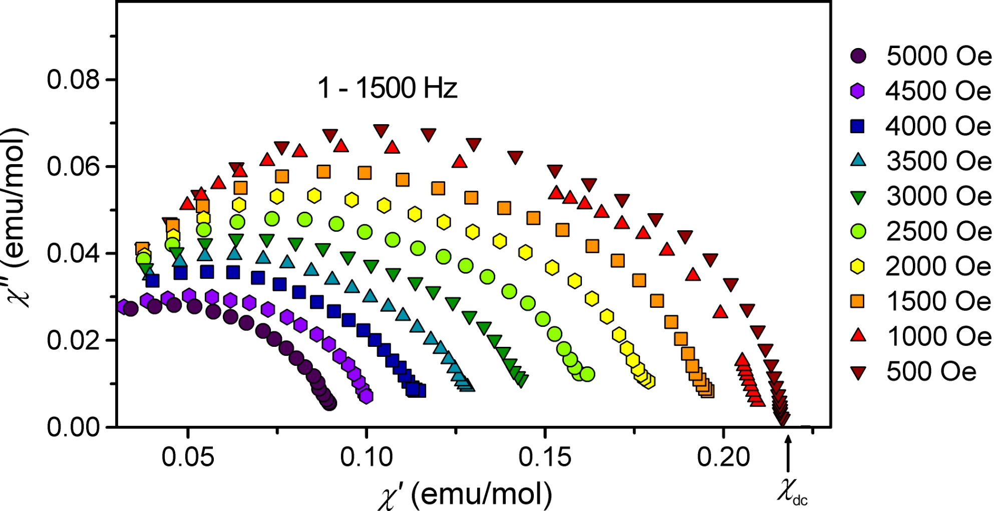 χ'' (emu/mol)
0.08
0.06
0.04
0.02
0.00
1 - 1500 Hz
5000 Oe
4500 Oe
4000 Oe
3500 Oe
3000 Oe
2500 Oe
2000 Oe
1500 Oe
1000 Oe
500 Oe
0.05 0.10 0.15 0.20
χ' (emu/mol)
χdc